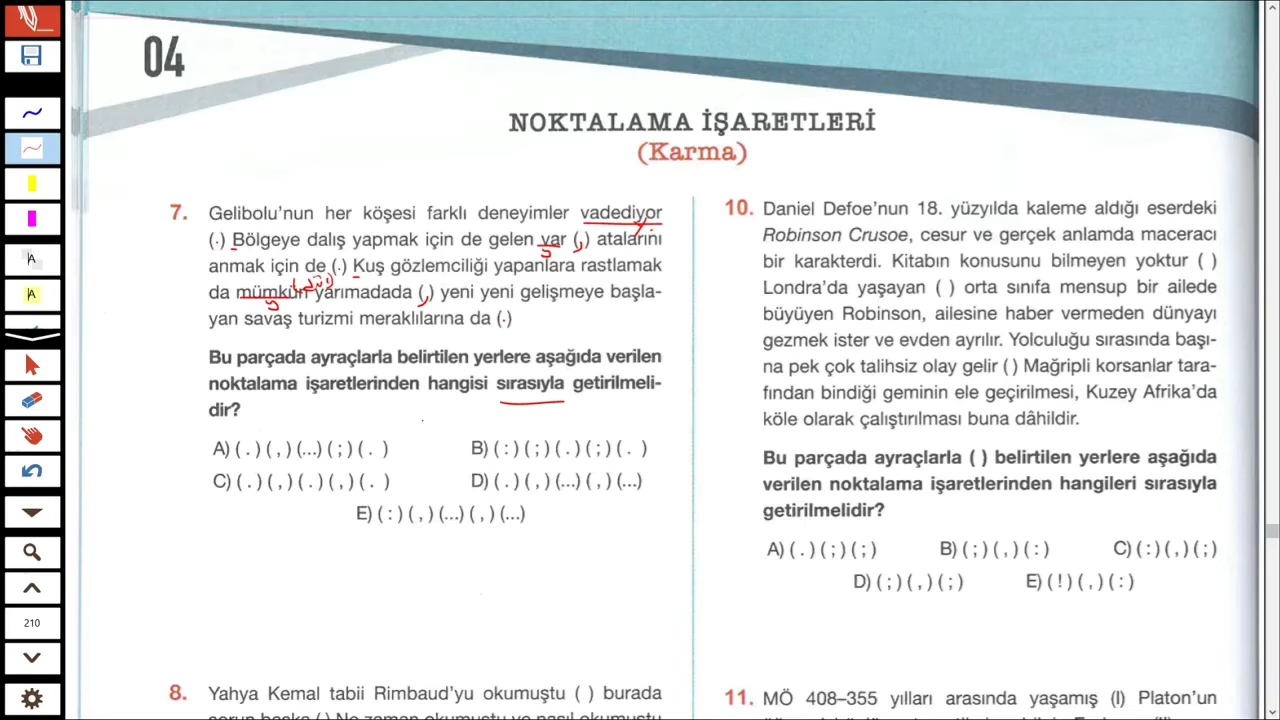 04
NOKTALAMA İŞARETLERİ
(Karma)
7. Gelibolu'nun her köşesi farklı deneyimler vadediyor
(.) Bölgeye dalış yapmak için de gelen var (,) atalarını
anmak için de (.) Kuş gözlemciliği yapanlara rastlamak
da mümkün yarımadada (,) yeni yeni gelişmeye başla-
yan savaş turizmi meraklılarına da (.)
Bu parçada ayraçlarla belirtilen yerlere aşağıda verilen
noktalama işaretlerinden hangisi sırasıyla getirilmeli-
dir?
A) ( . ) ( , ) (...) ( ; ) ( . )
B) ( : ) ( ; ) ( . ) ( ; ) ( . )
C) ( . ) ( , ) ( . ) ( , ) ( . )
D) ( . ) ( , ) (...) ( , ) (...)
E) ( : ) ( , ) (...) ( , ) (...)
8. Yahya Kemal tabii Rimbaud'yu okumuştu ( ) burada
10. Daniel Defoe'nun 18. yüzyılda kaleme aldığı eserdeki
Robinson Crusoe, cesur ve gerçek anlamda maceracı
bir karakterdi. Kitabın konusunu bilmeyen yoktur ( )
Londra'da yaşayan ( ) orta sınıfa mensup bir ailede
büyüyen Robinson, ailesine haber vermeden dünyayı
gezmek ister ve evden ayrılır. Yolculuğu sırasında başı-
na pek çok talihsiz olay gelir ( ) Mağripli korsanlar tara-
fından bindiği geminin ele geçirilmesi, Kuzey Afrika'da
köle olarak çalıştırılması buna dâhildir.
Bu parçada ayraçlarla ( ) belirtilen yerlere aşağıda
verilen noktalama işaretlerinden hangileri sırasıyla
getirilmelidir?
A) ( . ) ( ; ) ( ; )
B) ( ; ) ( , ) ( : )
C) ( : ) ( , ) ( ; )
D) ( ; ) ( , ) ( ; )
E) ( ! ) ( , ) ( : )
11. MÖ 408–355 yılları arasında yaşamış (I) Platon'un
A
A
210